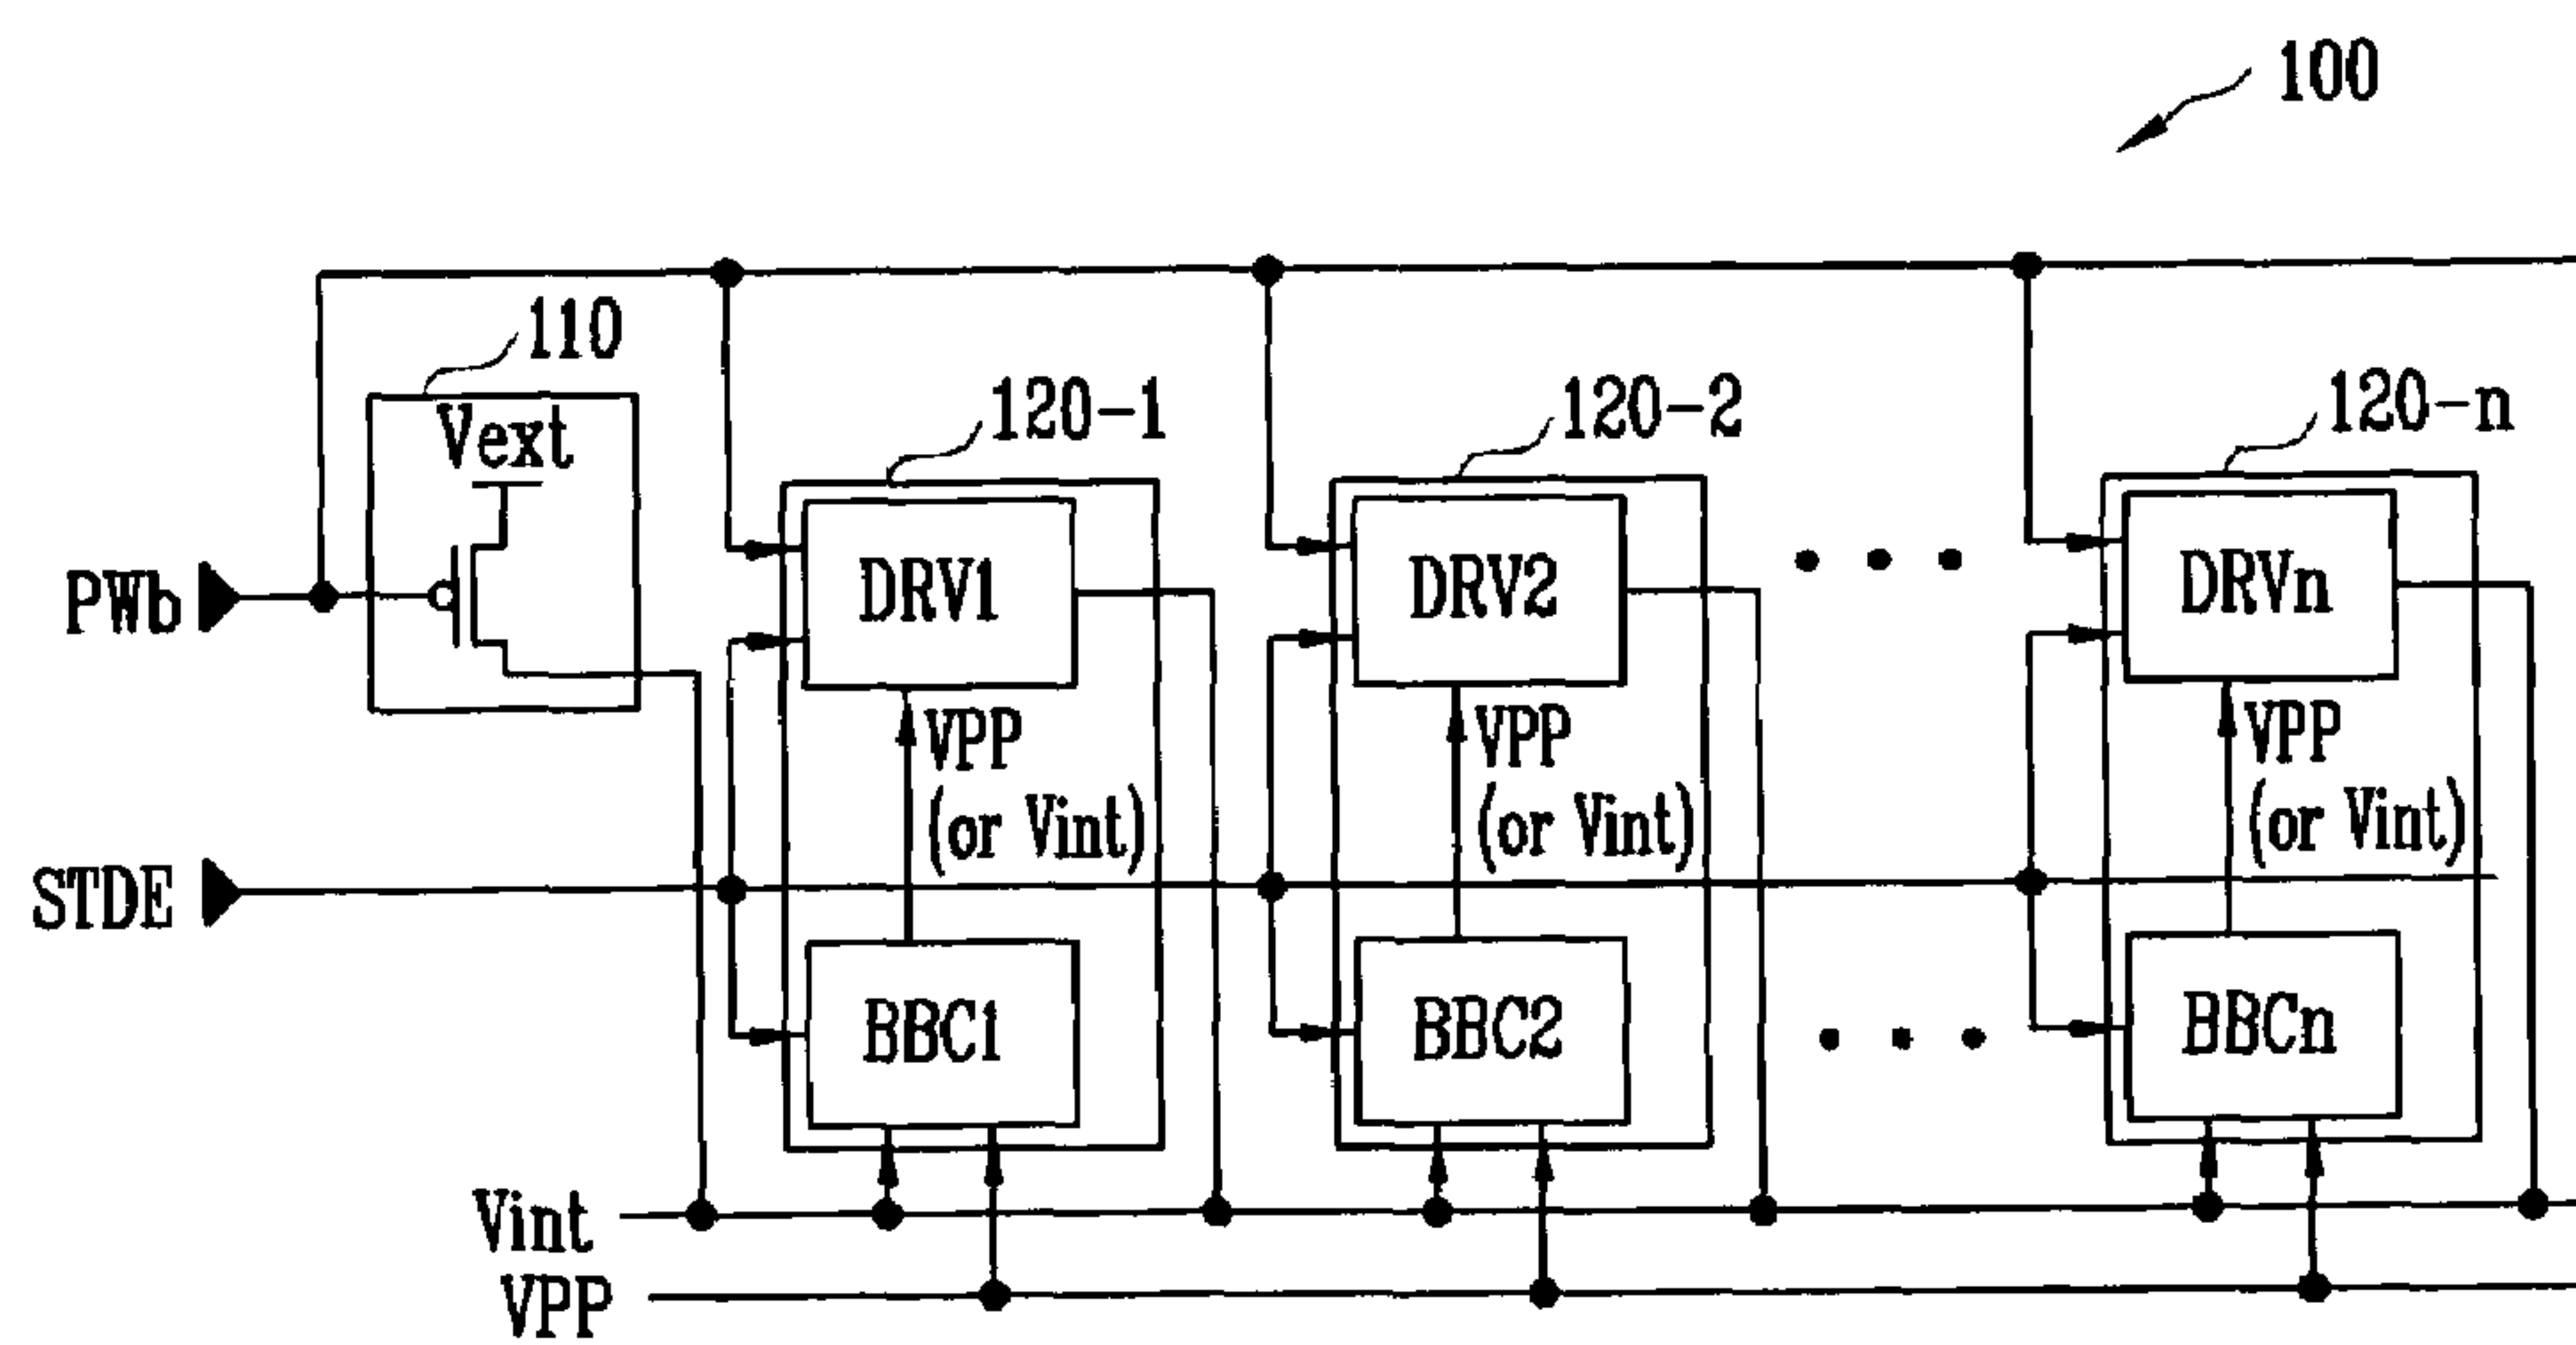 100
110
Vext
120-1
120-2
120-n
PWb
DRV1
DRV2
DRVn
VPP
(or Vint)
VPP
(or Vint)
VPP
(or Vint)
STDE
BBC1
BBC2
BBCn
Vint
VPP